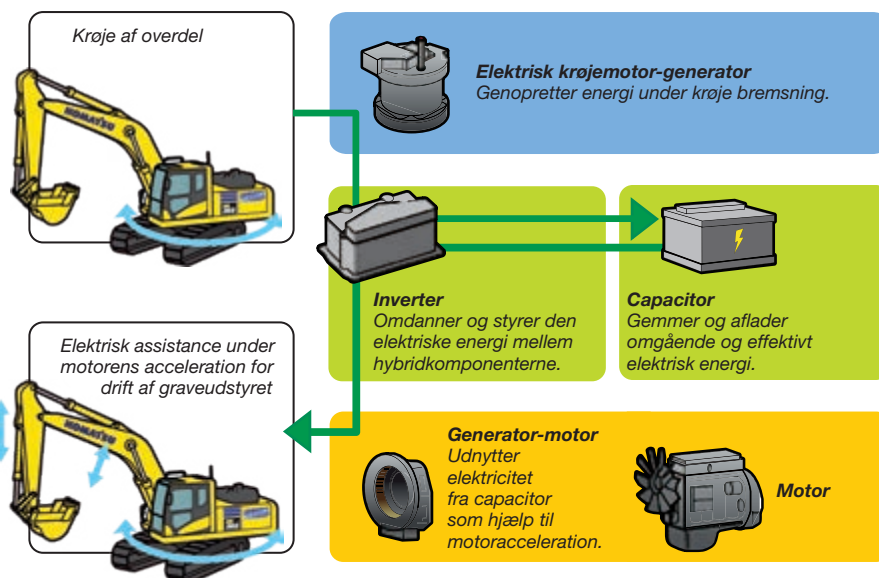 Krøje af overdel
KOMATSU
Elektrisk krøjemotor-generator
Genopretter energi under krøje bremsning.
Inverter
Omdanner og styrer den
elektriske energi mellem
hybridkomponenterne.
Capacitor
Gemmer og aflader
omgående og effektivt
elektrisk energi.
Elektrisk assistance under
motorens acceleration for
drift af graveudstyret
KOMATSU
Generator-motor
Udnytter
elektricitet
fra capacitor
som hjælp til
motoracceleration.
Motor